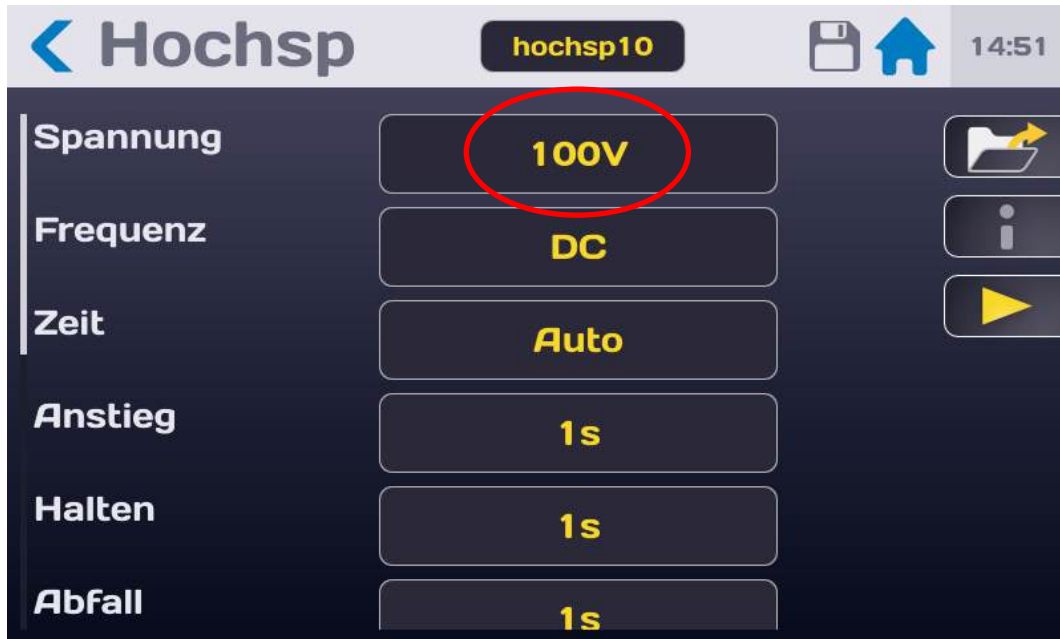 Hochsp hochsp10 14:51
Spannung 100V
Frequenz DC
Zeit Auto
Anstieg 1s
Halten 1s
Abfall 1s